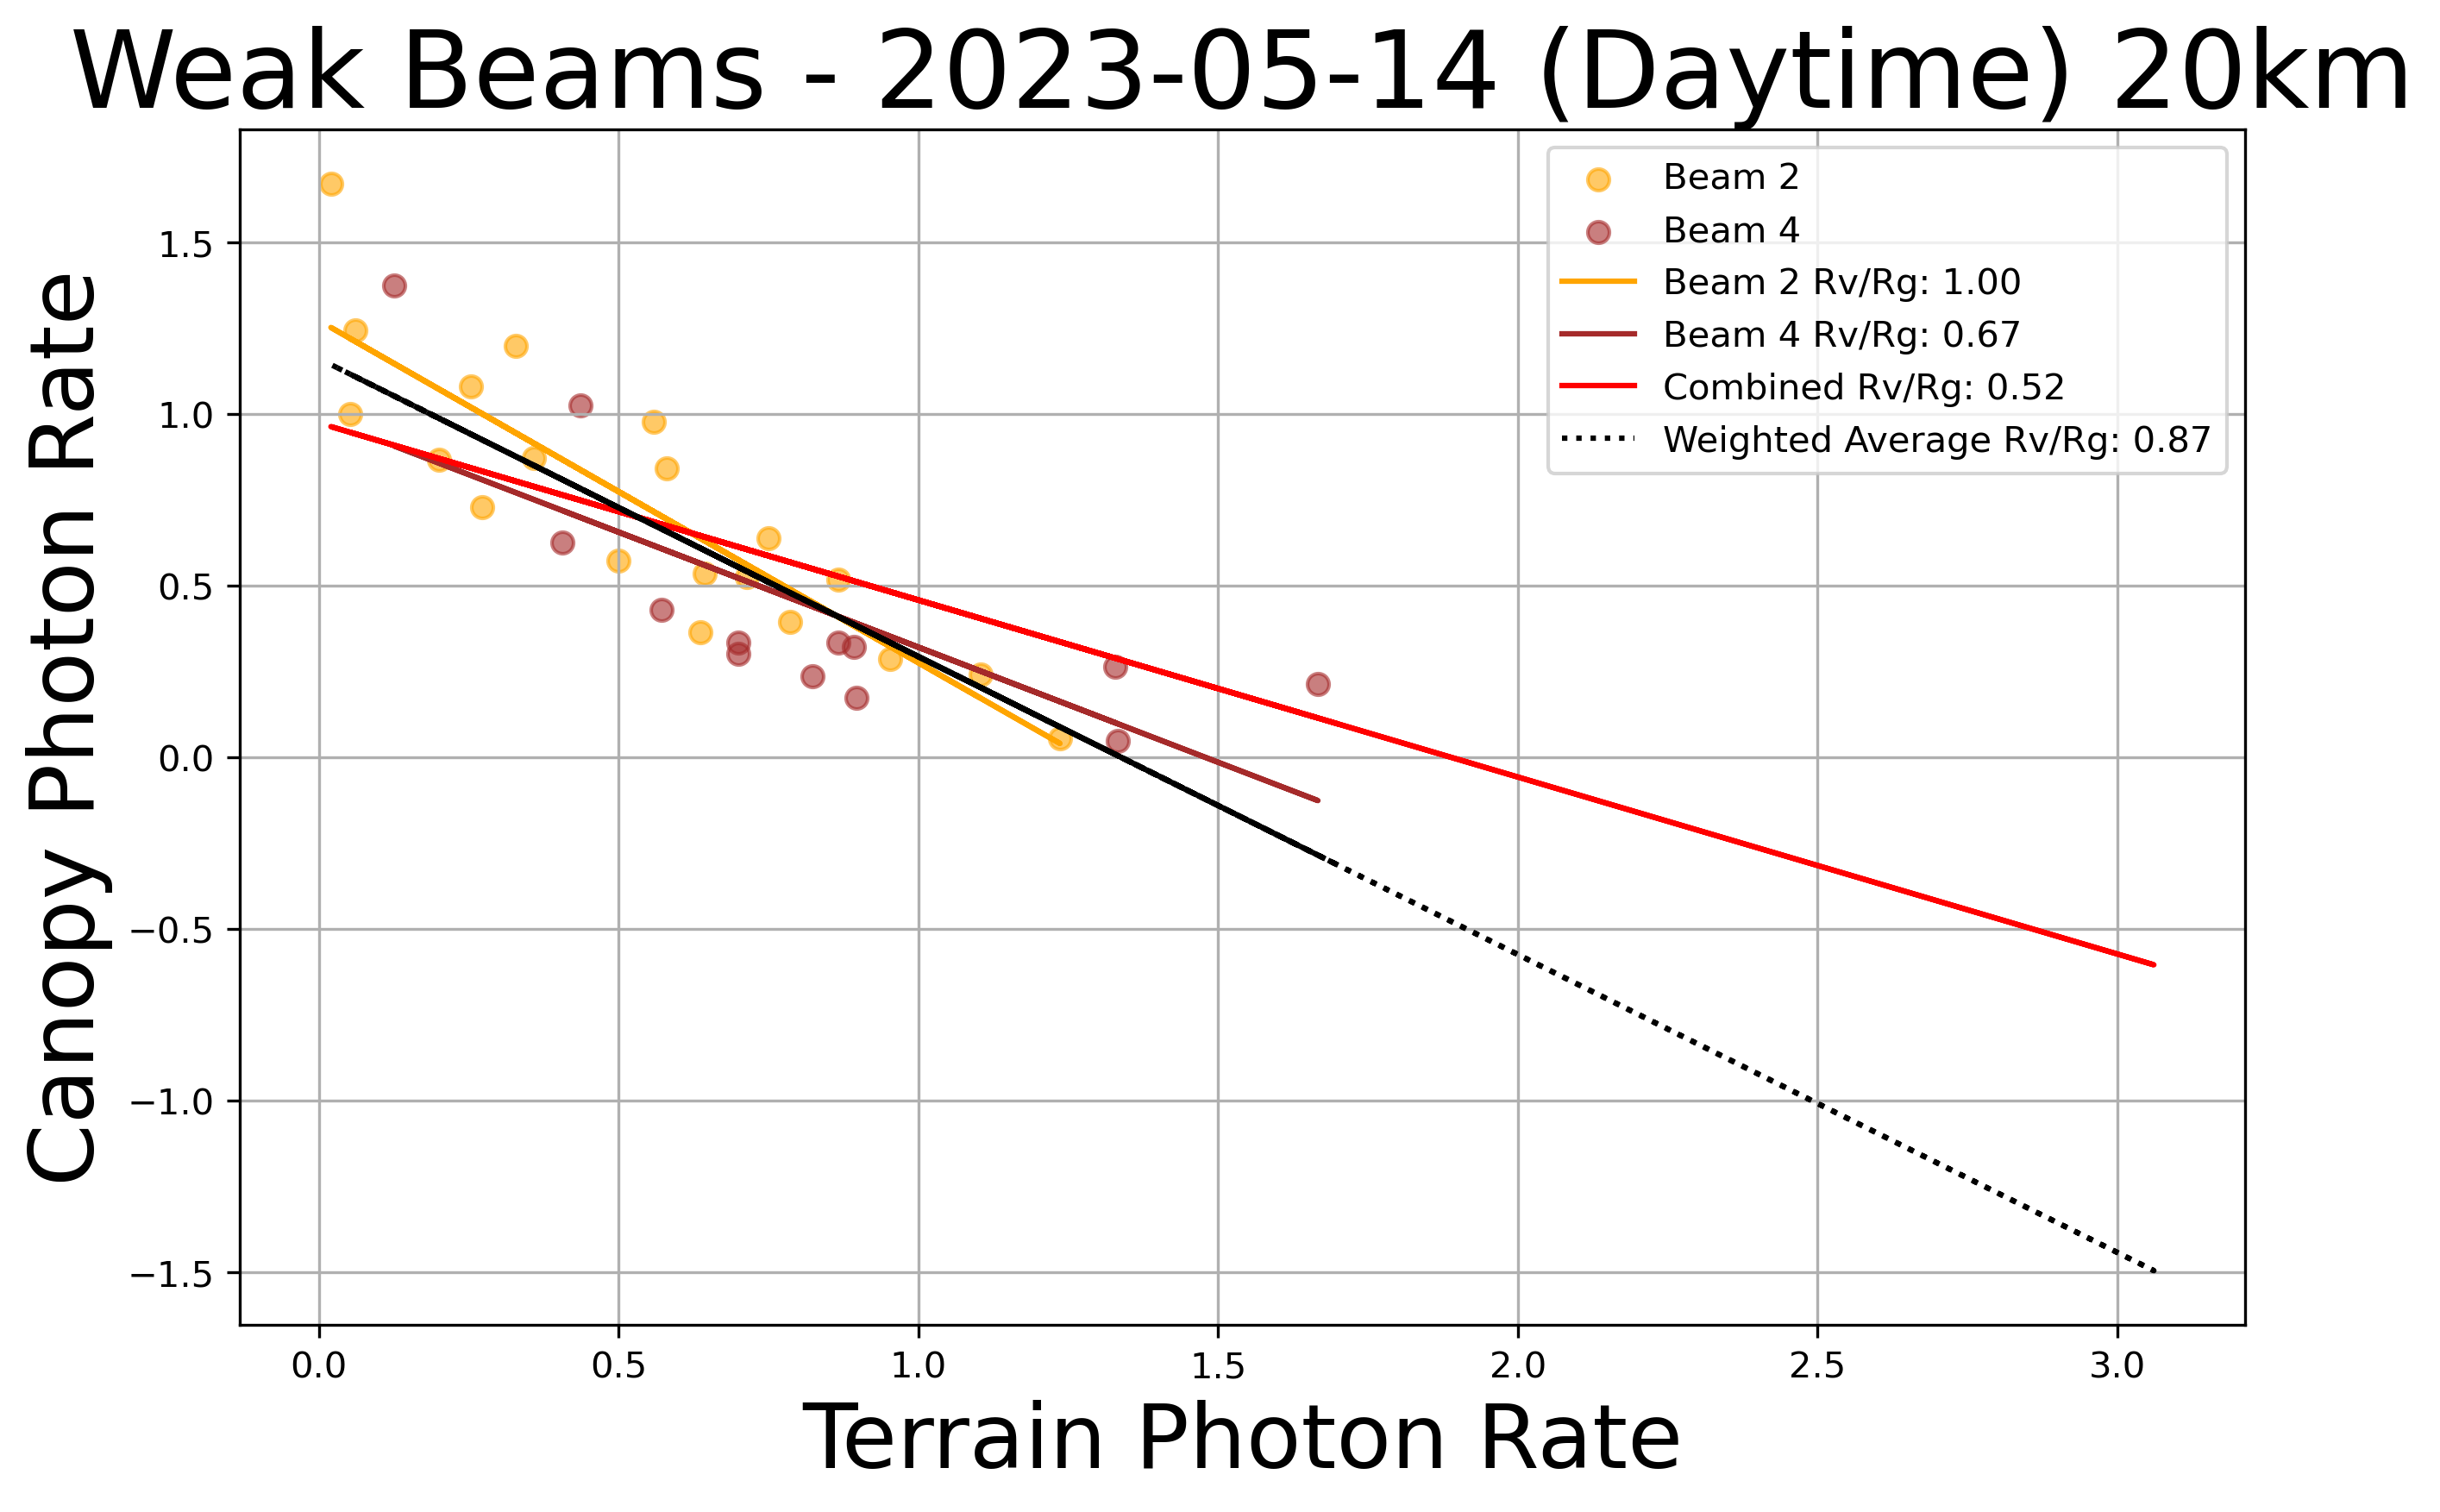 Weak Beams - 2023-05-14 (Daytime) 20km
Canopy Photon Rate
1.5
1.0
0.5
0.0
−0.5
−1.0
−1.5
Beam 2
Beam 4
Beam 2 Rv/Rg: 1.00
Beam 4 Rv/Rg: 0.67
Combined Rv/Rg: 0.52
Weighted Average Rv/Rg: 0.87
0.0 0.5 1.0 1.5 2.0 2.5 3.0
Terrain Photon Rate